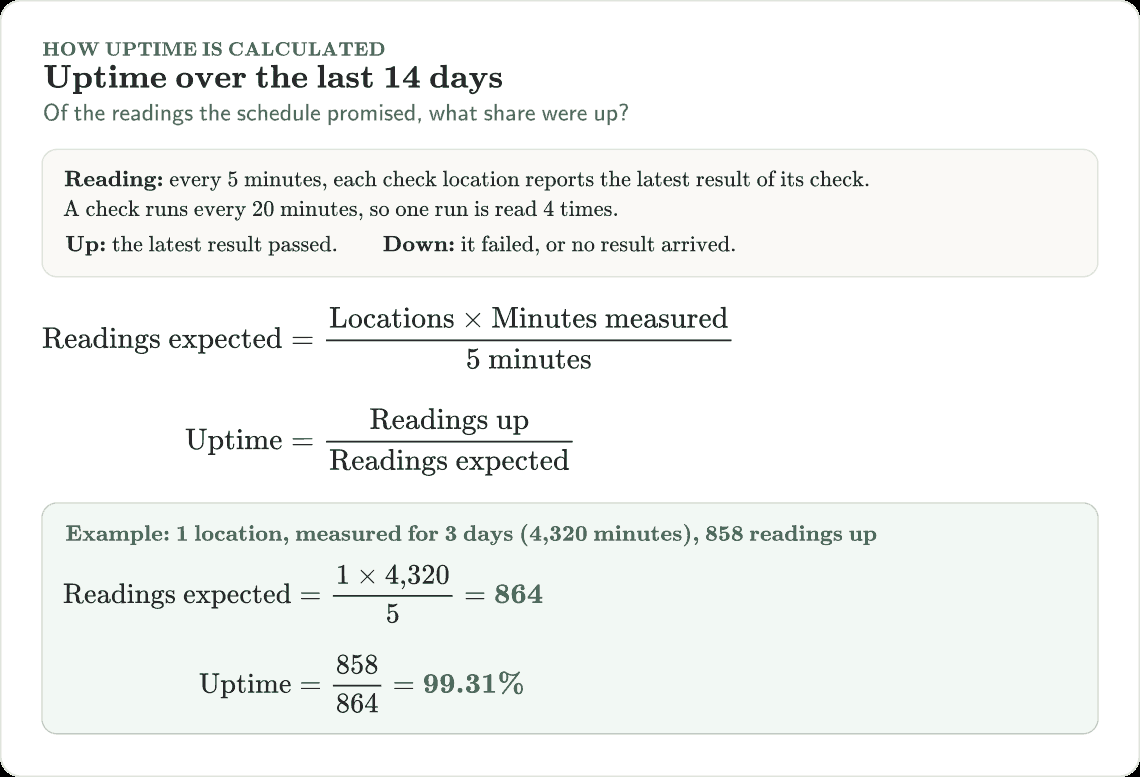 HOW UPTIME IS CALCULATED
Uptime over the last 14 days
Of the readings the schedule promised, what share were up?
Reading: every 5 minutes, each check location reports the latest result of its check.
A check runs every 20 minutes, so one run is read 4 times.
Up: the latest result passed. Down: it failed, or no result arrived.
Readings expected = Locations × Minutes measured / 5 minutes
Uptime = Readings up / Readings expected
Example: 1 location, measured for 3 days (4,320 minutes), 858 readings up
Readings expected = 1 × 4,320 / 5 = 864
Uptime = 858 / 864 = 99.31%